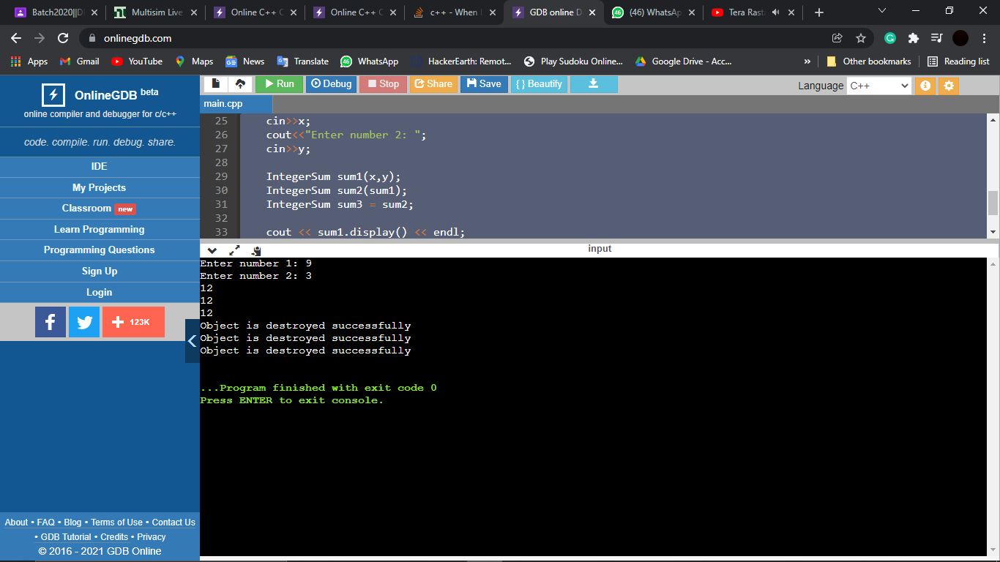 Batch2020||D
Multisim Live
Online C++ C
Online C++ C
c++ - When
GDB online D
(46) WhatsAp
Tera Rast
onlinegdb.com
Apps
Gmail
YouTube
Maps
News
Translate
WhatsApp
HackerEarth: Remot...
Play Sudoku Online...
Google Drive - Acc...
»
Other bookmarks
Reading list
OnlineGDB beta
online compiler and debugger for c/c++
code. compile. run. debug. share.
IDE
My Projects
Classroom new
Learn Programming
Programming Questions
Sign Up
Login
123K
About • FAQ • Blog • Terms of Use • Contact Us
• GDB Tutorial • Credits • Privacy
© 2016 - 2021 GDB Online
Run
Debug
Stop
Share
Save
{ } Beautify
Language C++
main.cpp
25 cin>>x;
26 cout<<"Enter number 2: ";
27 cin>>y;
28
29 IntegerSum sum1(x,y);
30 IntegerSum sum2(sum1);
31 IntegerSum sum3 = sum2;
32
33 cout << sum1.display() << endl;
input
Enter number 1: 9
Enter number 2: 3
12
12
12
Object is destroyed successfully
Object is destroyed successfully
Object is destroyed successfully
...Program finished with exit code 0
Press ENTER to exit console.